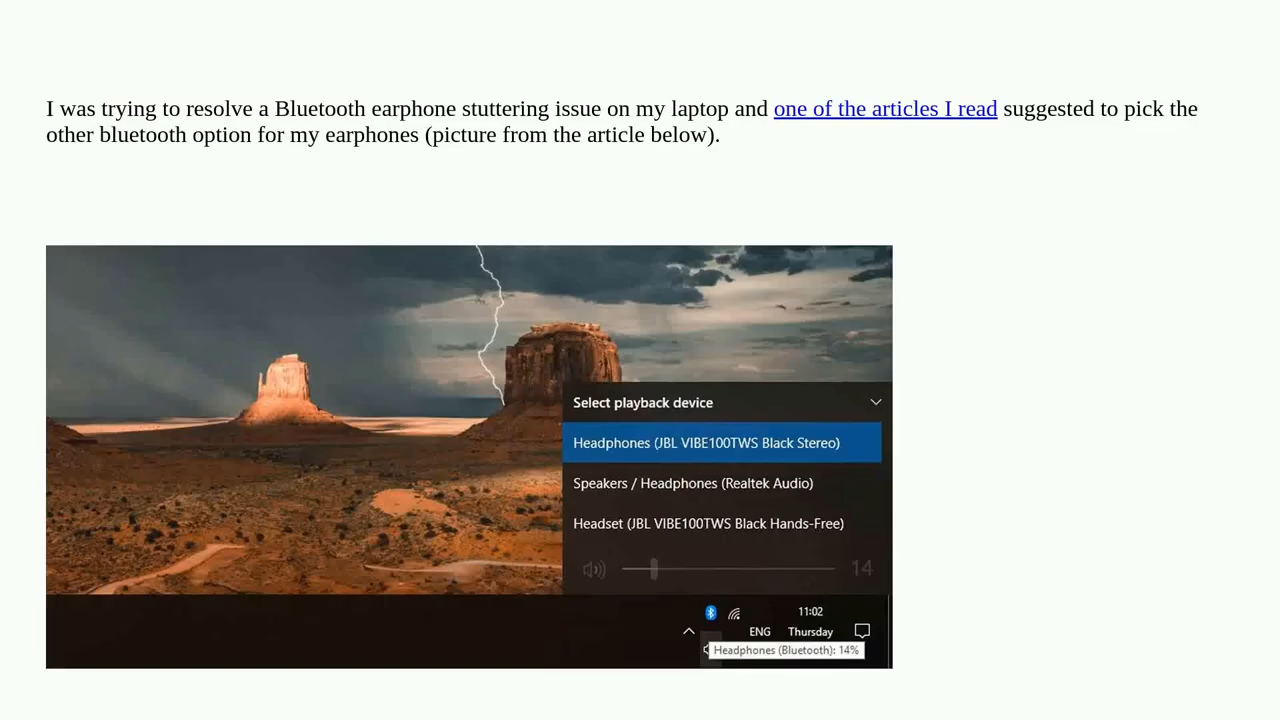 I was trying to resolve a Bluetooth earphone stuttering issue on my laptop and one of the articles I read suggested to pick the
other bluetooth option for my earphones (picture from the article below).
Select playback device
Headphones (JBL VIBE100TWS Black Stereo)
Speakers / Headphones (Realtek Audio)
Headset (JBL VIBE100TWS Black Hands-Free)
14
11:02
ENG Thursday
Headphones (Bluetooth): 14%